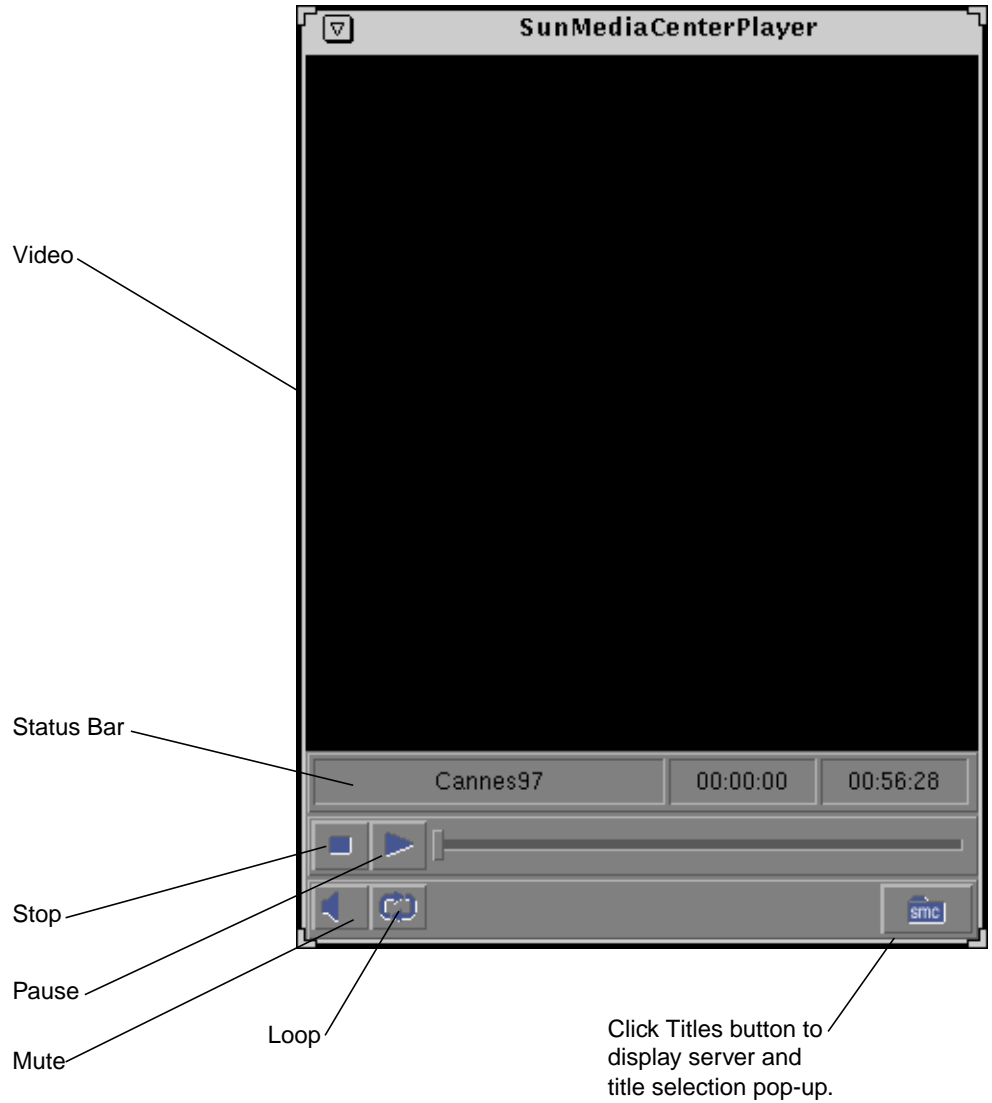 SunMediaCenterPlayer
Video
Status Bar
Cannes97 00:00:00 00:56:28
Stop
smc
Pause
Loop
Mute
Click Titles button to
display server and
title selection pop-up.